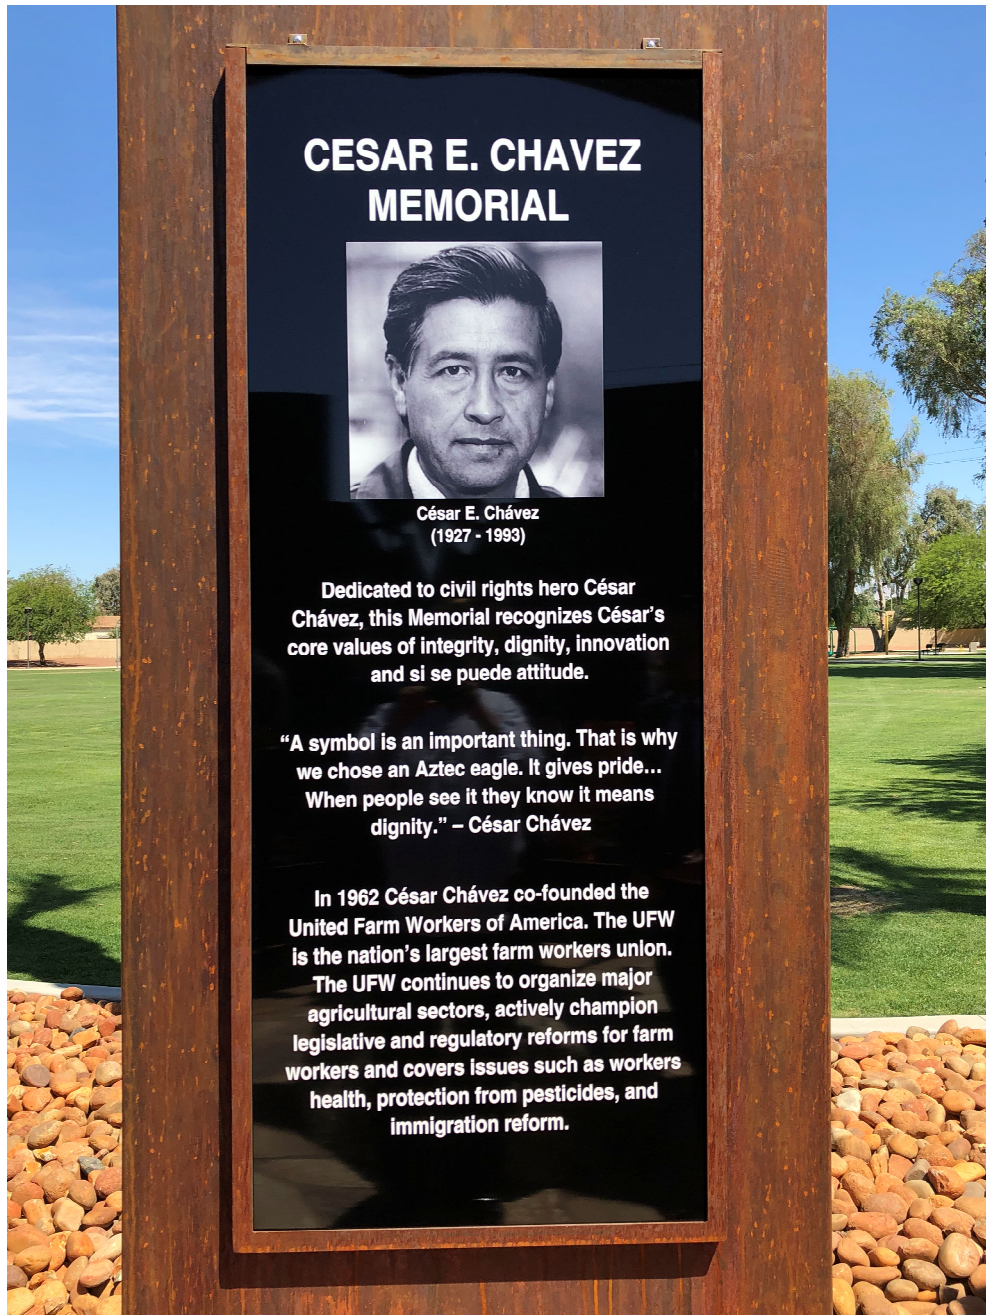 CESAR E. CHAVEZ
MEMORIAL
César E. Chávez
(1927 - 1993)
Dedicated to civil rights hero César
Chávez, this Memorial recognizes César's
core values of integrity, dignity, innovation
and si se puede attitude.
“A symbol is an important thing. That is why
we chose an Aztec eagle. It gives pride...
When people see it they know it means
dignity.” – César Chávez
In 1962 César Chávez co-founded the
United Farm Workers of America. The UFW
is the nation's largest farm workers union.
The UFW continues to organize major
agricultural sectors, actively champion
legislative and regulatory reforms for farm
workers and covers issues such as workers
health, protection from pesticides, and
immigration reform.